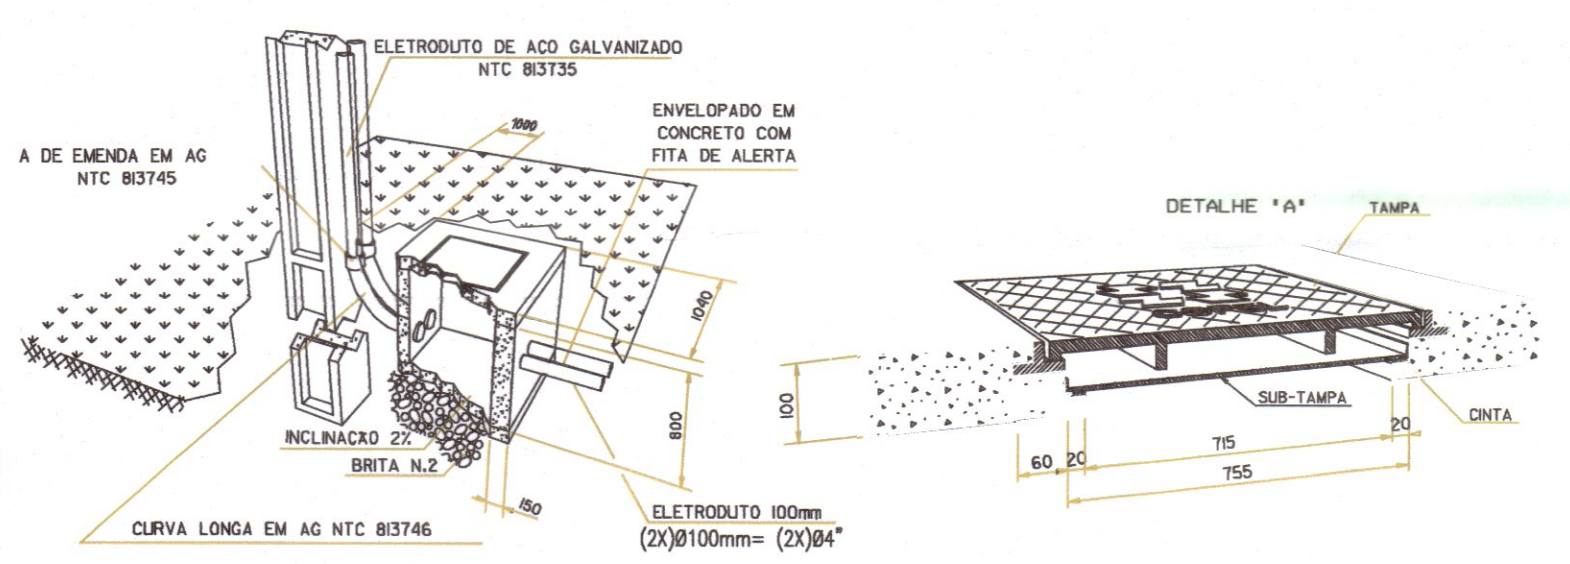 ELETRODUTO DE AÇO GALVANIZADO
NTC 813735
1000
ENVELOPADO EM
CONCRETO COM
FITA DE ALERTA
A DE EMENDA EM AG
NTC 813745
1040
800
INCLINAÇÃO 2%
BRITA N.2
150
CURVA LONGA EM AG NTC 813746
ELETRODUTO 100mm
(2X)Ø100mm= (2X)Ø4"
DETALHE "A"
TAMPA
100
SUB-TAMPA
CINTA
60
20
715
20
755